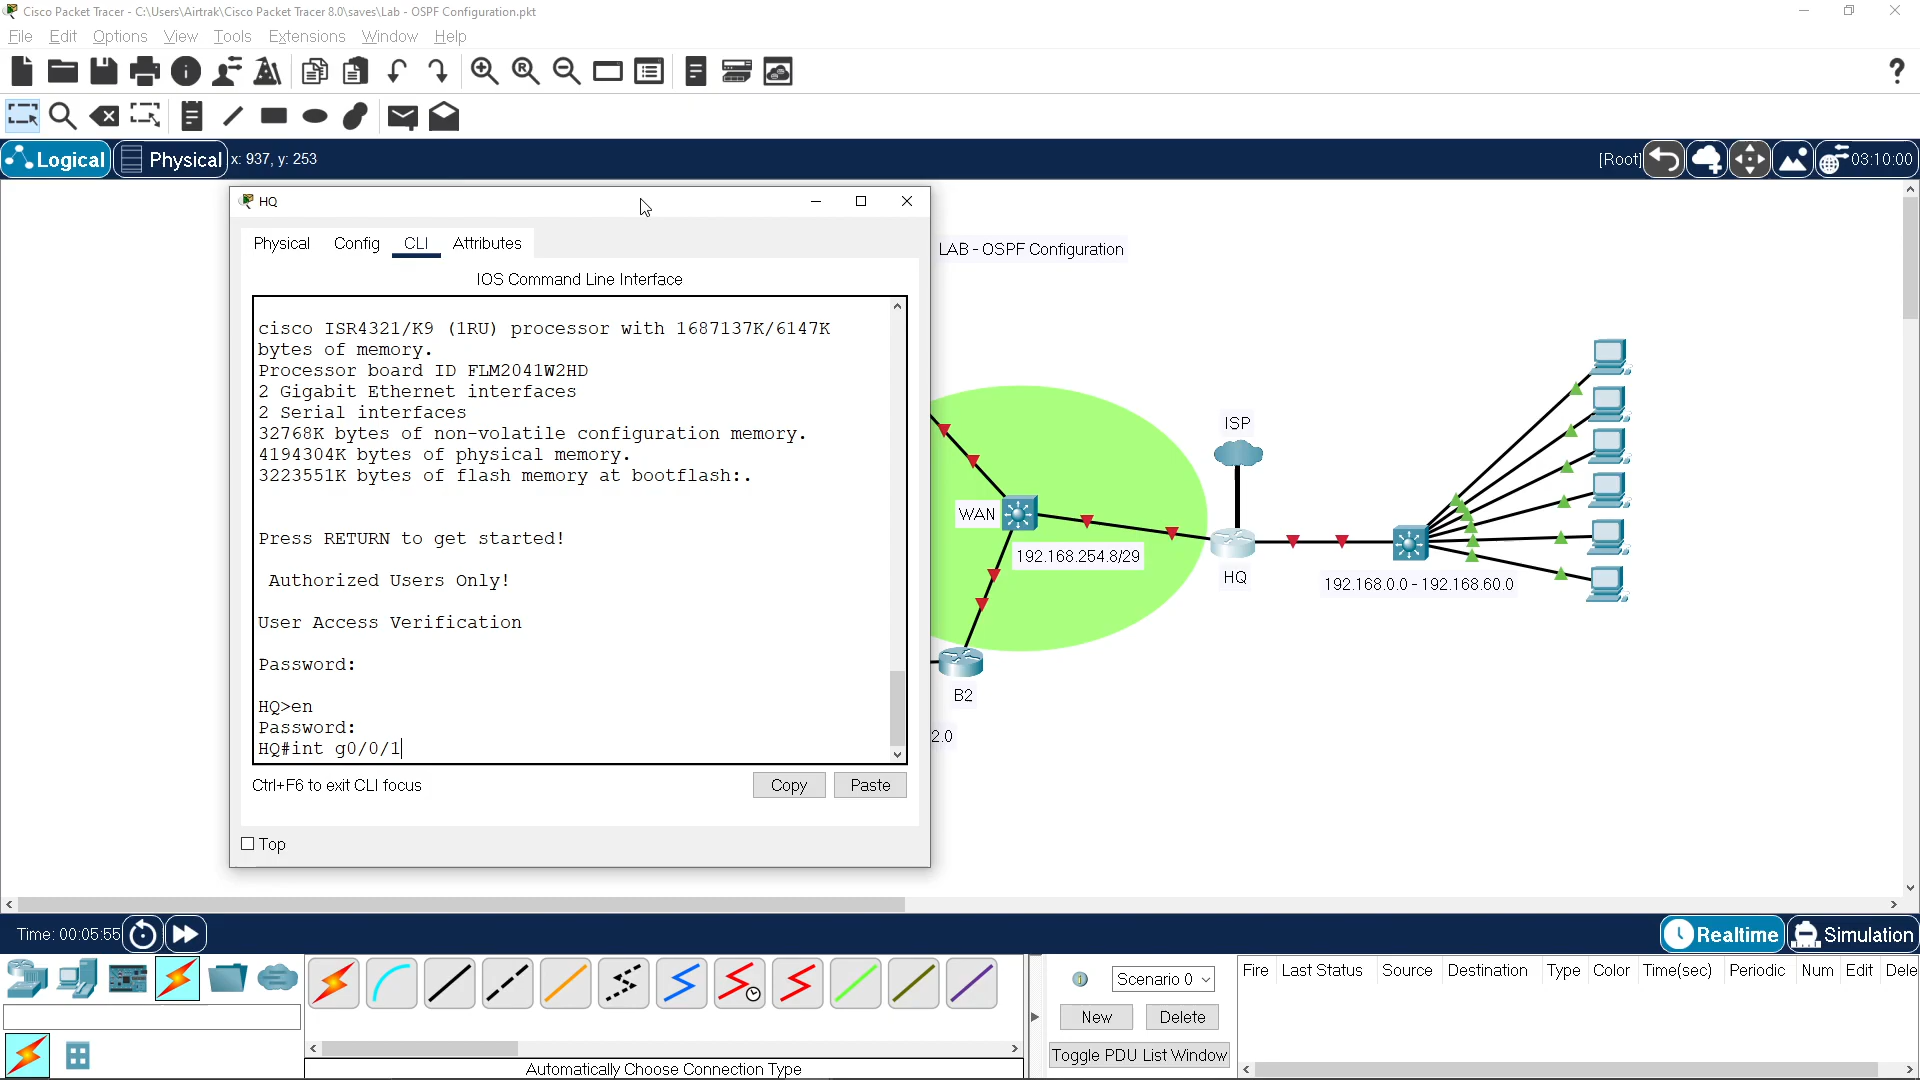 Cisco Packet Tracer - C:\Users\Airtrak\Cisco Packet Tracer 8.0\saves\Lab - OSPF Configuration.pkt
File Edit Options View Tools Extensions Window Help
?
Logical Physical x: 937, y: 253 [Root] 03:10:00
HQ
Physical Config CLI Attributes
IOS Command Line Interface
cisco ISR4321/K9 (1RU) processor with 1687137K/6147K
bytes of memory.
Processor board ID FLM2041W2HD
2 Gigabit Ethernet interfaces
2 Serial interfaces
32768K bytes of non-volatile configuration memory.
4194304K bytes of physical memory.
3223551K bytes of flash memory at bootflash:.
Press RETURN to get started!
Authorized Users Only!
User Access Verification
Password:
HQ>en
Password:
HQ#int g0/0/1
Ctrl+F6 to exit CLI focus Copy Paste
Top
LAB - OSPF Configuration
ISP
WAN
192.168.254.8/29
HQ
192.168.0.0 - 192.168.60.0
B2
2.0
Time: 00:05:55 Realtime Simulation
Scenario 0
New Delete
Toggle PDU List Window
Fire Last Status Source Destination Type Color Time(sec) Periodic Num Edit Dele
Automatically Choose Connection Type